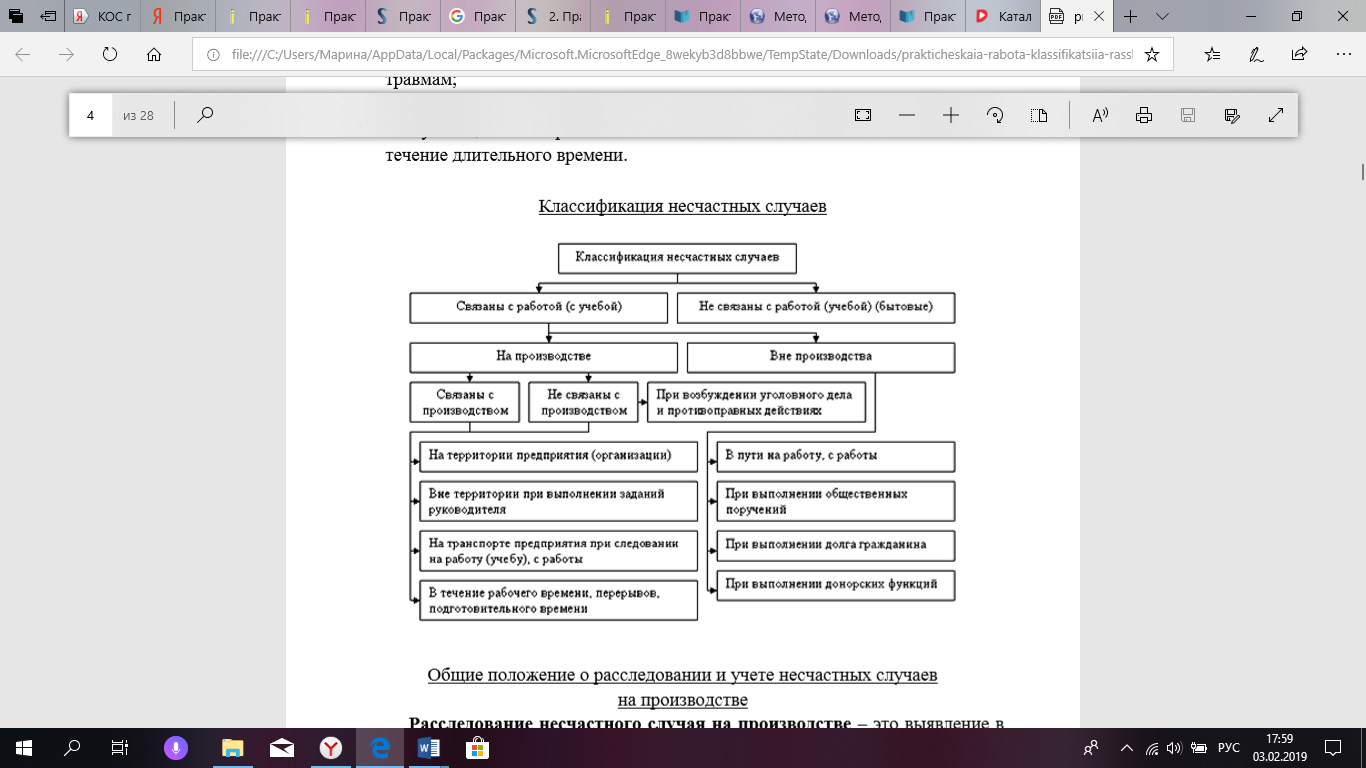 КОС п
Прак
Прак
Прак
Прак
Прак
2. Пра
Прак
Прак
Мето,
Мето,
Прак
Катал
pr
file:///C:/Users/Марина/AppData/Local/Packages/Microsoft.MicrosoftEdge_8wekyb3d8bbwe/TempState/Downloads/prakticheskaia-rabota-klassifikatsiia-rassl
травмам;
4 из 28
течение длительного времени.
Классификация несчастных случаев
Классификация несчастных случаев
Связаны с работой (с учебой)
Не связаны с работой (учебой) (бытовые)
На производстве
Вне производства
Связаны с
производством
Не связаны с
производством
При возбуждении уголовного дела
и противоправных действиях
На территории предприятия (организации)
Вне территории при выполнении заданий
руководителя
На транспорте предприятия при следовании
на работу (учебу), с работы
В течение рабочего времени, перерывов,
подготовительного времени
В пути на работу, с работы
При выполнении общественных
поручений
При выполнении долга гражданина
При выполнении донорских функций
Общие положение о расследовании и учете несчастных случаев
на производстве
Расследование несчастного случая на производстве – это выявление в
РУС
17:59
03.02.2019